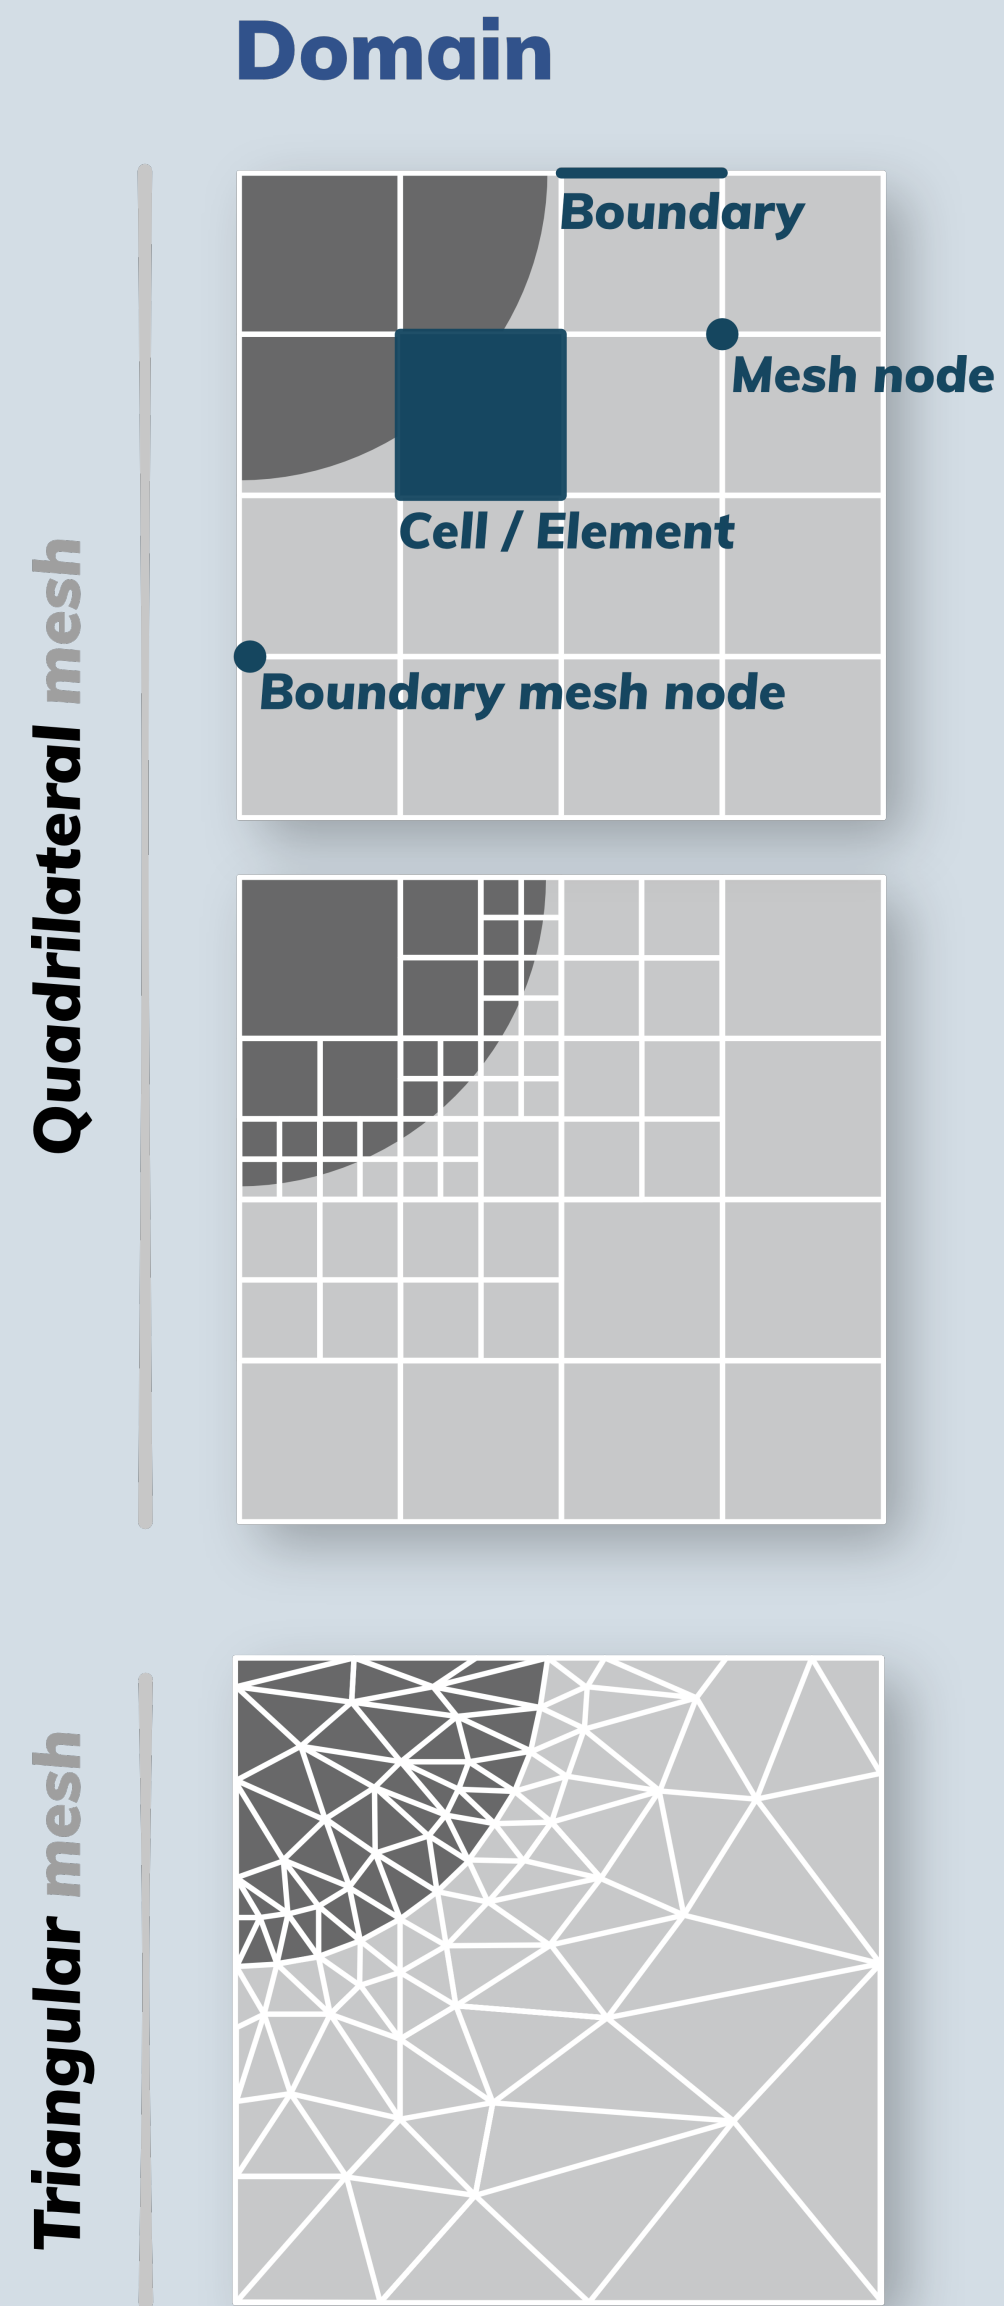 Domain
Boundary
Mesh node
Cell / Element
Boundary mesh node
Quadrilateral mesh
Triangular mesh